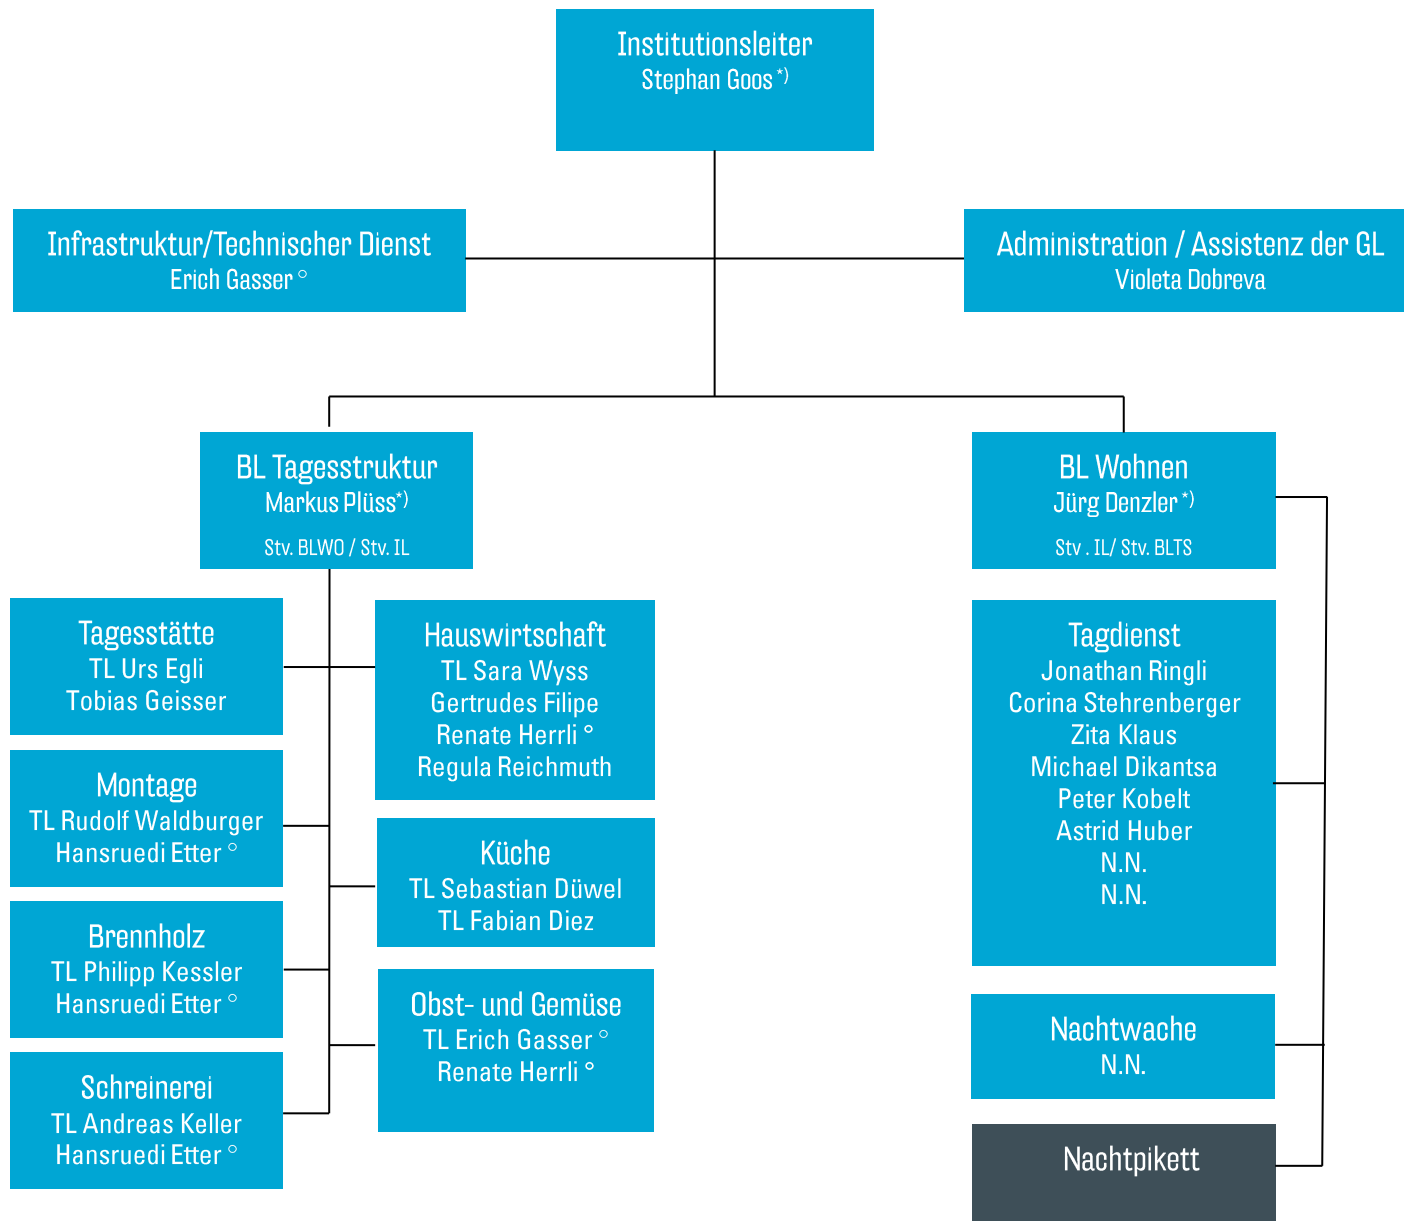 Institutionsleiter
Stephan Goos *)
Infrastruktur/Technischer Dienst
Erich Gasser °
Administration / Assistenz der GL
Violeta Dobreva
BL Tagesstruktur
Markus Plüss*)
Stv. BLWO / Stv. IL
BL Wohnen
Jürg Denzler *)
Stv . IL/ Stv. BLTS
Tagesstätte
TL Urs Egli
Tobias Geisser
Montage
TL Rudolf Waldburger
Hansruedi Etter °
Brennholz
TL Philipp Kessler
Hansruedi Etter °
Schreinerei
TL Andreas Keller
Hansruedi Etter °
Hauswirtschaft
TL Sara Wyss
Gertrudes Filipe
Renate Herrli °
Regula Reichmuth
Küche
TL Sebastian Düwel
TL Fabian Diez
Obst- und Gemüse
TL Erich Gasser °
Renate Herrli °
Tagdienst
Jonathan Ringli
Corina Stehrenberger
Zita Klaus
Michael Dikantsa
Peter Kobelt
Astrid Huber
N.N.
N.N.
Nachtwache
N.N.
Nachtpikett